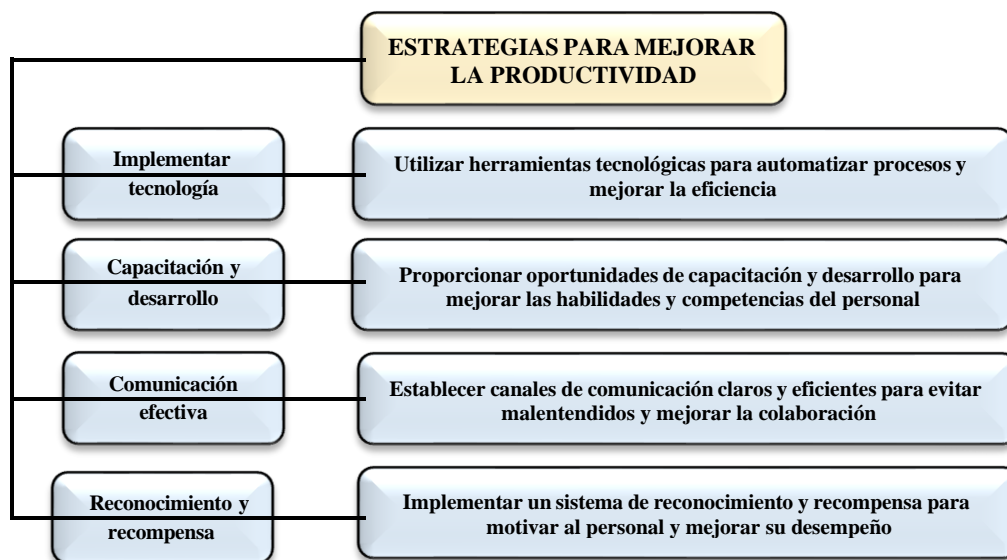 ESTRATEGIAS PARA MEJORAR
LA PRODUCTIVIDAD
Implementar
tecnología
Utilizar herramientas tecnológicas para automatizar procesos y
mejorar la eficiencia
Capacitación y
desarrollo
Proporcionar oportunidades de capacitación y desarrollo para
mejorar las habilidades y competencias del personal
Comunicación
efectiva
Establecer canales de comunicación claros y eficientes para evitar
malentendidos y mejorar la colaboración
Reconocimiento y
recompensa
Implementar un sistema de reconocimiento y recompensa para
motivar al personal y mejorar su desempeño